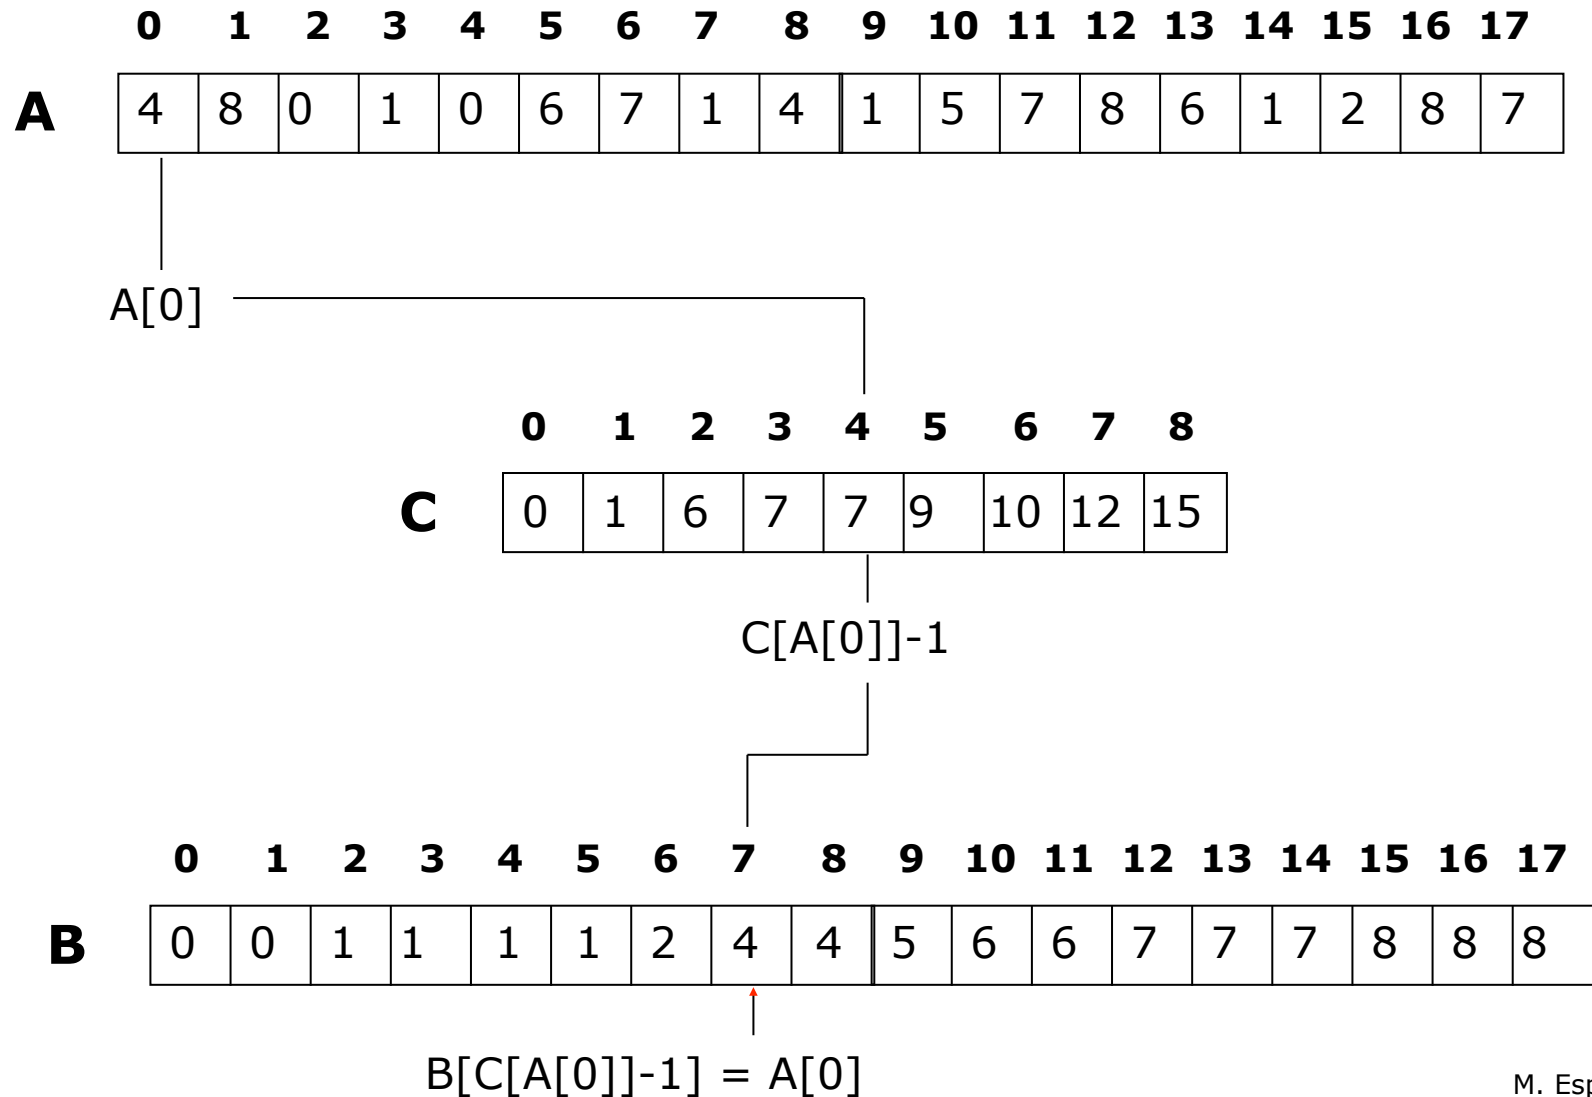 0 1 2 3 4 5 6 7 8 9 10 11 12 13 14 15 16 17
A 4 8 0 1 0 6 7 1 4 1 5 7 8 6 1 2 8 7
A[0]
0 1 2 3 4 5 6 7 8
C 0 1 6 7 7 9 10 12 15
C[A[0]]-1
0 1 2 3 4 5 6 7 8 9 10 11 12 13 14 15 16 17
B 0 0 1 1 1 1 2 4 4 5 6 6 7 7 7 8 8 8
B[C[A[0]]-1] = A[0]
M. Esp